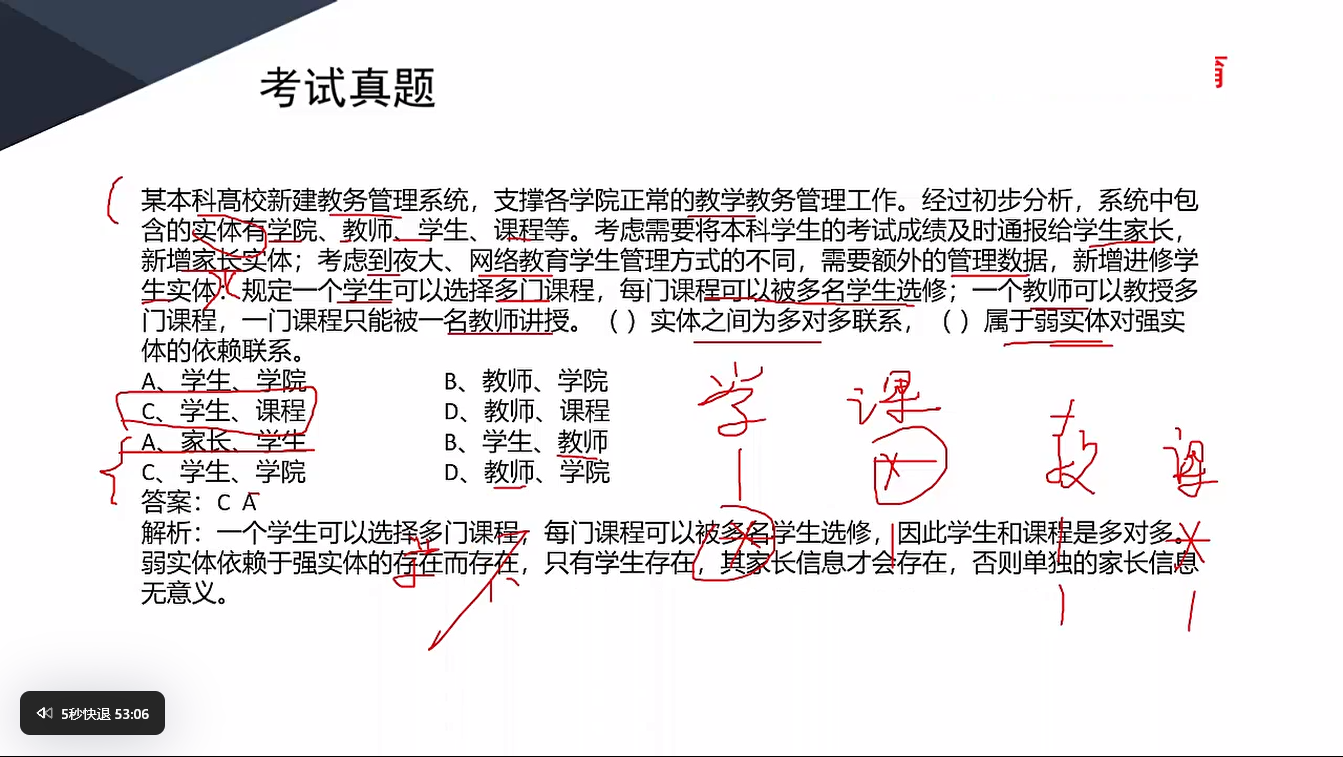 考试真题
育
某本科高校新建教务管理系统，支撑各学院正常的教学教务管理工作。经过初步分析，系统中包
含的实体有学院、教师、学生、课程等。考虑需要将本科学生的考试成绩及时通报给学生家长，
新增家长实体；考虑到夜大、网络教育学生管理方式的不同，需要额外的管理数据，新增进修学
生实体：规定一个学生可以选择多门课程，每门课程可以被多名学生选修；一个教师可以教授多
门课程，一门课程只能被一名教师讲授。（ ）实体之间为多对多联系，（ ）属于弱实体对强实
体的依赖联系。
A、学生、学院 B、教师、学院
C、学生、课程 D、教师、课程
A、家长、学生 B、学生、教师
C、学生、学院 D、教师、学院
答案：C A
解析：一个学生可以选择多门课程，每门课程可以被多名学生选修，因此学生和课程是多对多。
弱实体依赖于强实体的存在而存在，只有学生存在，其家长信息才会存在，否则单独的家长信息
无意义。
学 课 教 课
1 * 1 *
* 1 1 1
学
5秒快退 53:06